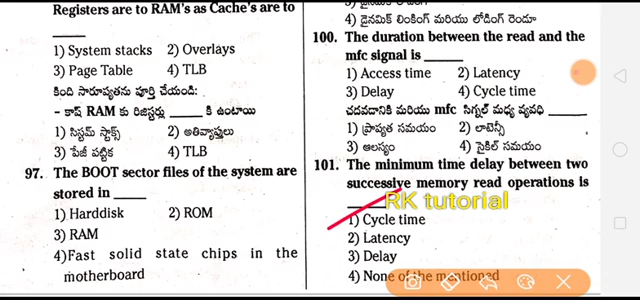 Registers are to RAM's as Cache's are to
______
1) System stacks 2) Overlays
3) Page Table 4) TLB
కింది సారూప్యతను పూర్తి చేయండి:
- కాష్ RAM కు రిజిస్టర్లు _____ కి ఉంటాయి
1) సిస్టమ్ స్టాక్స్ 2) అతివ్యాప్తులు
3) పేజీ పట్టిక 4) TLB
97. The BOOT sector files of the system are
stored in _____
1) Harddisk 2) ROM
3) RAM
4)Fast solid state chips in the
motherboard
4) డైనమిక్ లింకింగ్ మరియు లోడింగ్ రెండూ
100. The duration between the read and the
mfc signal is ______
1) Access time 2) Latency
3) Delay 4) Cycle time
చదవడానికి మరియు mfc సిగ్నల్ మధ్య వ్యవధి ______
1) ప్రాప్యత సమయం 2) లాటెన్సీ
3) ఆలస్యం 4) సైకిల్ సమయం
101. The minimum time delay between two
successive memory read operations is
______
RK tutorial
1) Cycle time
2) Latency
3) Delay
4) None of the mentioned